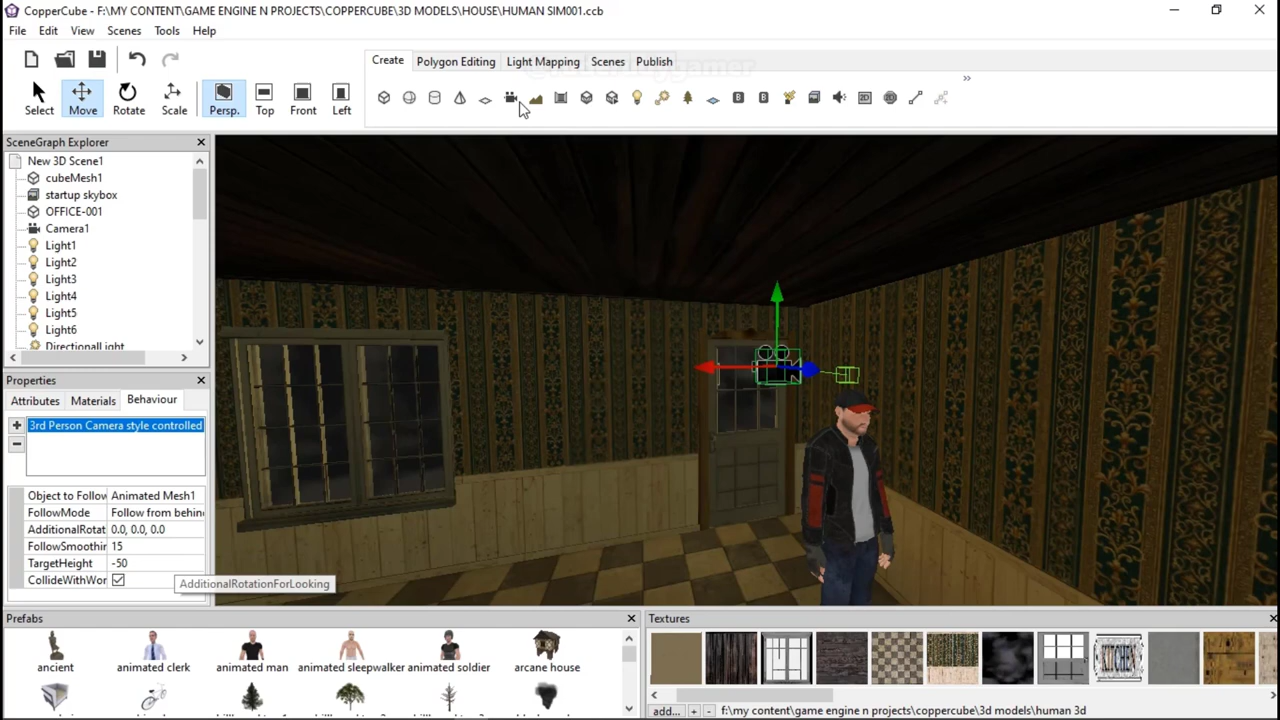 CopperCube - F:\MY CONTENT\GAME ENGINE N PROJECTS\COPPERCUBE\3D MODELS\HOUSE\HUMAN SIM001.ccb
File Edit View Scenes Tools Help
Create Polygon Editing Light Mapping Scenes Publish
Select Move Rotate Scale Persp. Top Front Left
SceneGraph Explorer
New 3D Scene1
cubeMesh1
startup skybox
OFFICE-001
Camera1
Light1
Light2
Light3
Light4
Light5
Light6
DirectionalLight
Properties
Attributes Materials Behaviour
3rd Person Camera style controlled
Object to Follow Animated Mesh1
FollowMode Follow from behind
AdditionalRotat 0.0, 0.0, 0.0
FollowSmoothin 15
TargetHeight -50
CollideWithWor
AdditionalRotationForLooking
Prefabs
ancient animated clerk animated man animated sleepwalker animated soldier arcane house
Textures
KITCHEN
add... + - f:\my content\game engine n projects\coppercube\3d models\human 3d